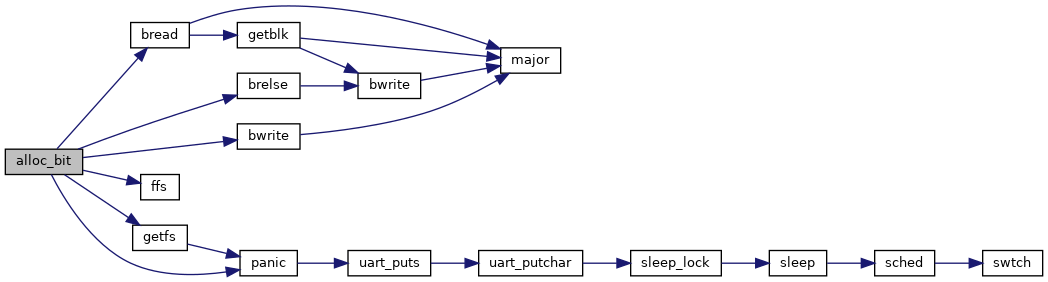 bread
getblk
major
brelse
bwrite
bwrite
alloc_bit
ffs
getfs
panic
uart_puts
uart_putchar
sleep_lock
sleep
sched
swtch